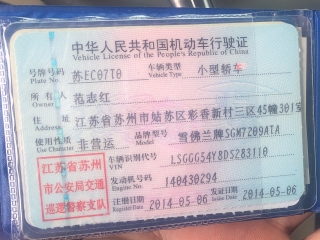 中华人民共和国机动车行驶证
Vehicle License of the People's Republic of China
号牌号码 苏EC07T0 车辆类型 小型轿车
Plate No. Vehicle Type
所有人 范志红
Owner
住址 江苏省苏州市姑苏区彩香新村三区45幢301室
Address
使用性质 非营运 品牌型号 雪佛兰牌SGM7209ATA
Use Character Model
江苏省苏州市公安局交通巡逻警察支队
车辆识别代号 LSGGG54Y8DS283110
VIN
发动机号码 140430294
Engine No.
注册日期 2014-05-06 发证日期 2014-05-06
Register Date Issue Date